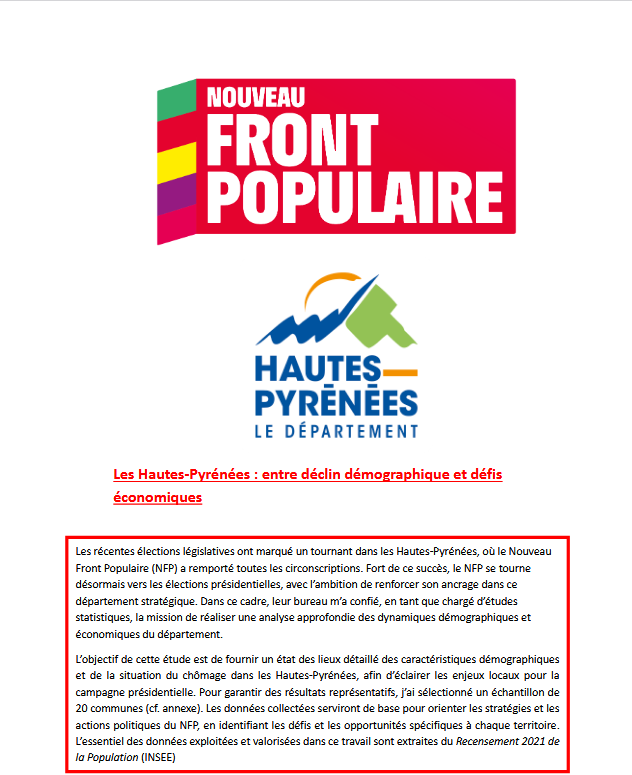 NOUVEAU
FRONT
POPULAIRE
HAUTES-
PYRÉNÉES
LE DÉPARTEMENT
Les Hautes-Pyrénées : entre déclin démographique et défis
économiques
Les récentes élections législatives ont marqué un tournant dans les Hautes-Pyrénées, où le Nouveau
Front Populaire (NFP) a remporté toutes les circonscriptions. Fort de ce succès, le NFP se tourne
désormais vers les élections présidentielles, avec l’ambition de renforcer son ancrage dans ce
département stratégique. Dans ce cadre, leur bureau m’a confié, en tant que chargé d’études
statistiques, la mission de réaliser une analyse approfondie des dynamiques démographiques et
économiques du département.
L’objectif de cette étude est de fournir un état des lieux détaillé des caractéristiques démographiques
et de la situation du chômage dans les Hautes-Pyrénées, afin d’éclairer les enjeux locaux pour la
campagne présidentielle. Pour garantir des résultats représentatifs, j’ai sélectionné un échantillon de
20 communes (cf. annexe). Les données collectées serviront de base pour orienter les stratégies et les
actions politiques du NFP, en identifiant les défis et les opportunités spécifiques à chaque territoire.
L’essentiel des données exploitées et valorisées dans ce travail sont extraites du Recensement 2021 de
la Population (INSEE)